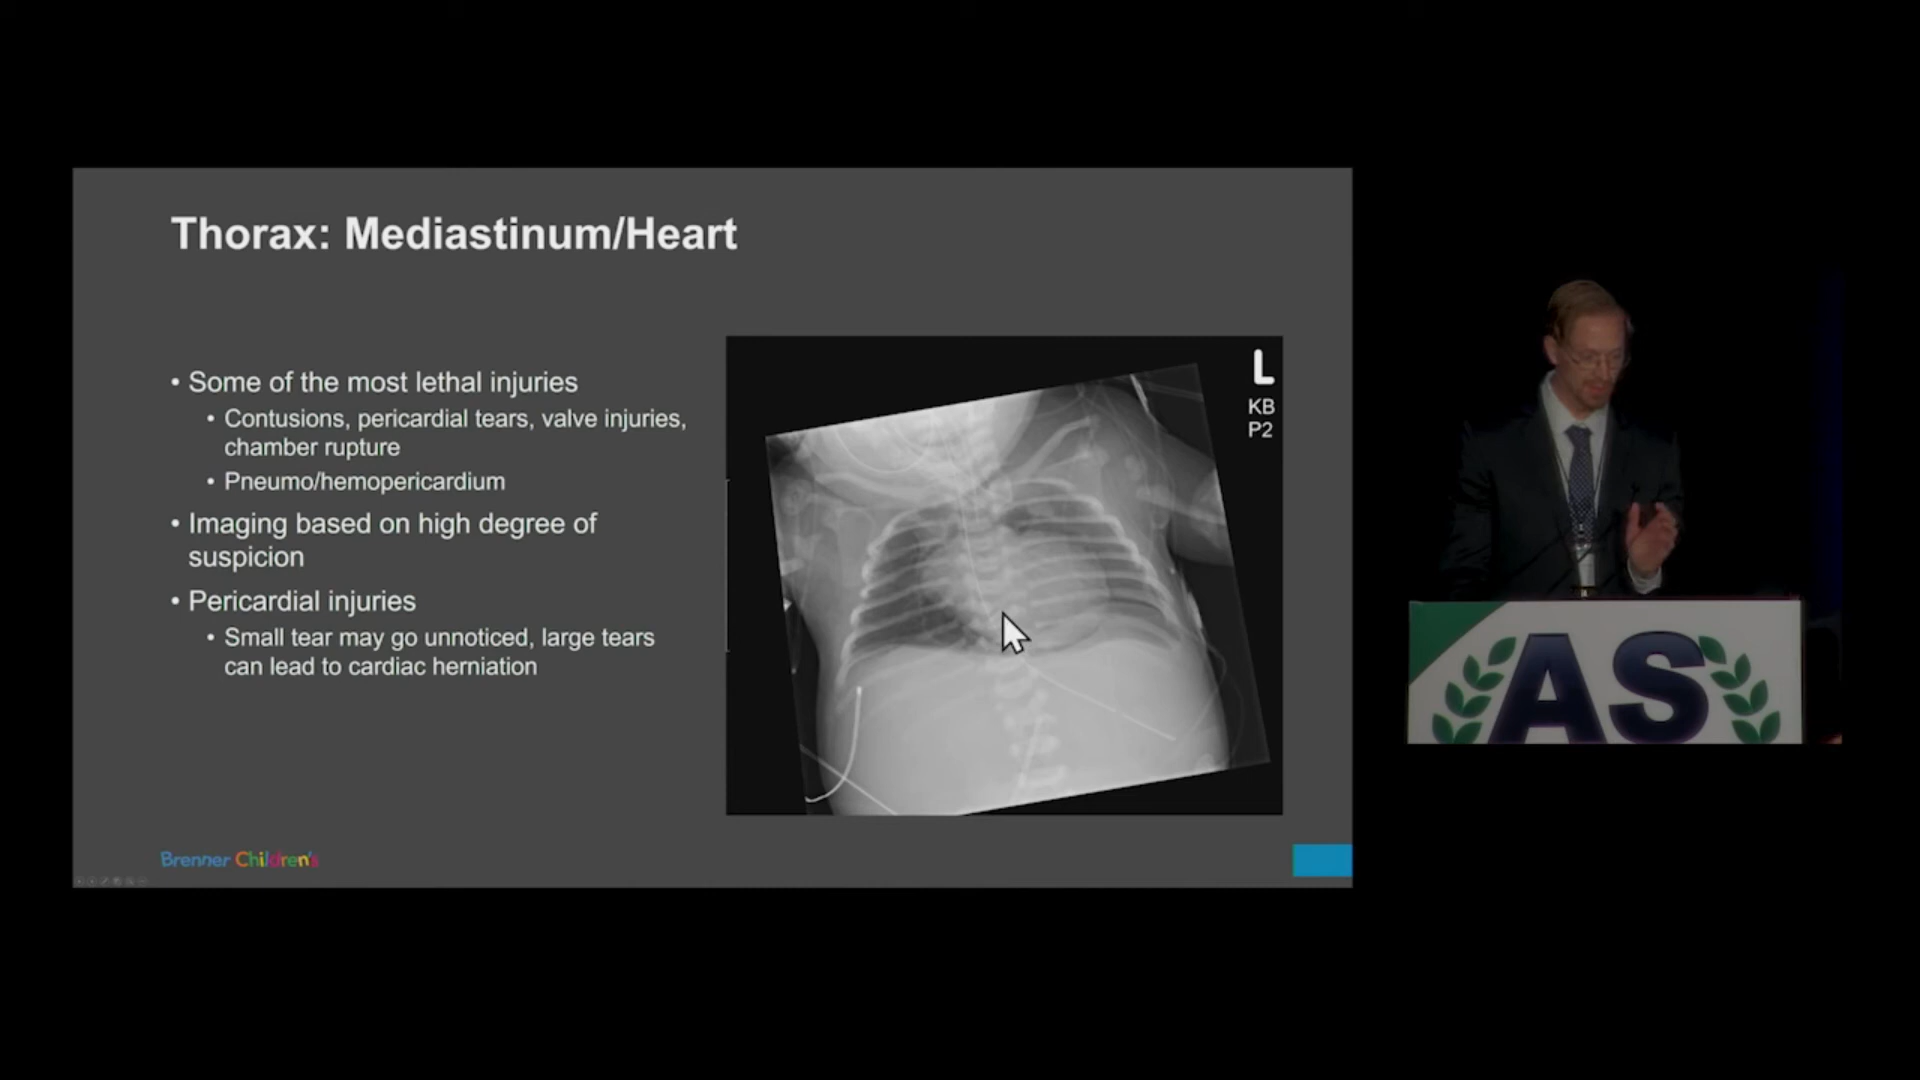 Thorax: Mediastinum/Heart
• Some of the most lethal injuries
• Contusions, pericardial tears, valve injuries,
chamber rupture
• Pneumo/hemopericardium
• Imaging based on high degree of
suspicion
• Pericardial injuries
• Small tear may go unnoticed, large tears
can lead to cardiac herniation
L
KB
P2
Brenner Children's
AS